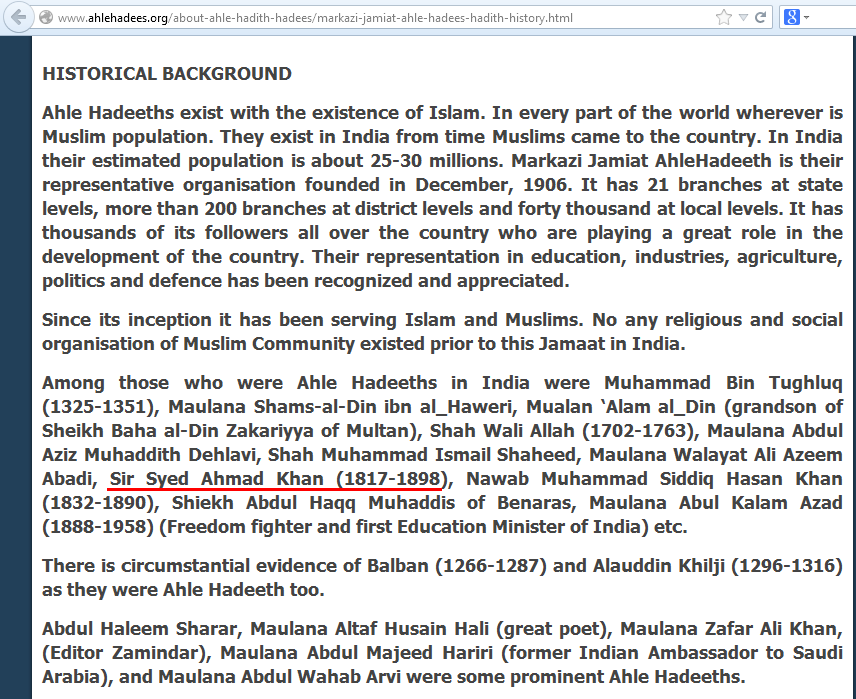 www.ahlehadees.org/about-ahle-hadith-hadees/markazi-jamiat-ahle-hadees-hadith-history.html
8
HISTORICAL BACKGROUND
Ahle Hadeeths exist with the existence of Islam. In every part of the world wherever is
Muslim population. They exist in India from time Muslims came to the country. In India
their estimated population is about 25-30 millions. Markazi Jamiat AhleHadeeth is their
representative organisation founded in December, 1906. It has 21 branches at state
levels, more than 200 branches at district levels and forty thousand at local levels. It has
thousands of its followers all over the country who are playing a great role in the
development of the country. Their representation in education, industries, agriculture,
politics and defence has been recognized and appreciated.
Since its inception it has been serving Islam and Muslims. No any religious and social
organisation of Muslim Community existed prior to this Jamaat in India.
Among those who were Ahle Hadeeths in India were Muhammad Bin Tughluq
(1325-1351), Maulana Shams-al-Din ibn al_Haweri, Mualan ‘Alam al_Din (grandson of
Sheikh Baha al-Din Zakariyya of Multan), Shah Wali Allah (1702-1763), Maulana Abdul
Aziz Muhaddith Dehlavi, Shah Muhammad Ismail Shaheed, Maulana Walayat Ali Azeem
Abadi, Sir Syed Ahmad Khan (1817-1898), Nawab Muhammad Siddiq Hasan Khan
(1832-1890), Shiekh Abdul Haqq Muhaddis of Benaras, Maulana Abul Kalam Azad
(1888-1958) (Freedom fighter and first Education Minister of India) etc.
There is circumstantial evidence of Balban (1266-1287) and Alauddin Khilji (1296-1316)
as they were Ahle Hadeeth too.
Abdul Haleem Sharar, Maulana Altaf Husain Hali (great poet), Maulana Zafar Ali Khan,
(Editor Zamindar), Maulana Abdul Majeed Hariri (former Indian Ambassador to Saudi
Arabia), and Maulana Abdul Wahab Arvi were some prominent Ahle Hadeeths.